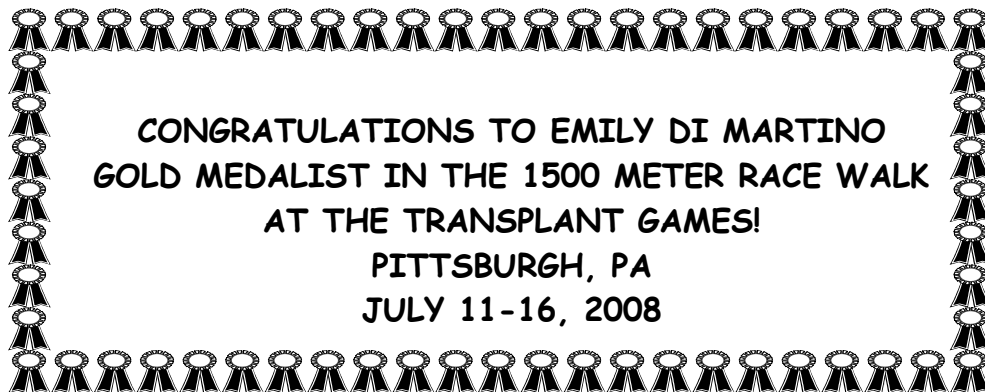 CONGRATULATIONS TO EMILY DI MARTINO
GOLD MEDALIST IN THE 1500 METER RACE WALK
AT THE TRANSPLANT GAMES!
PITTSBURGH, PA
JULY 11-16, 2008